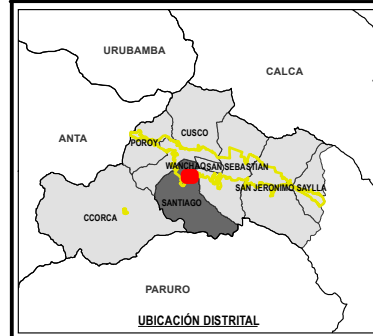 URUBAMBA
CALCA
ANTA
CUSCO
POROY
WANCHAQ SAN SEBASTIAN
SAN JERONIMO SAYLLA
SANTIAGO
CCORCA
PARURO
UBICACIÓN DISTRITAL